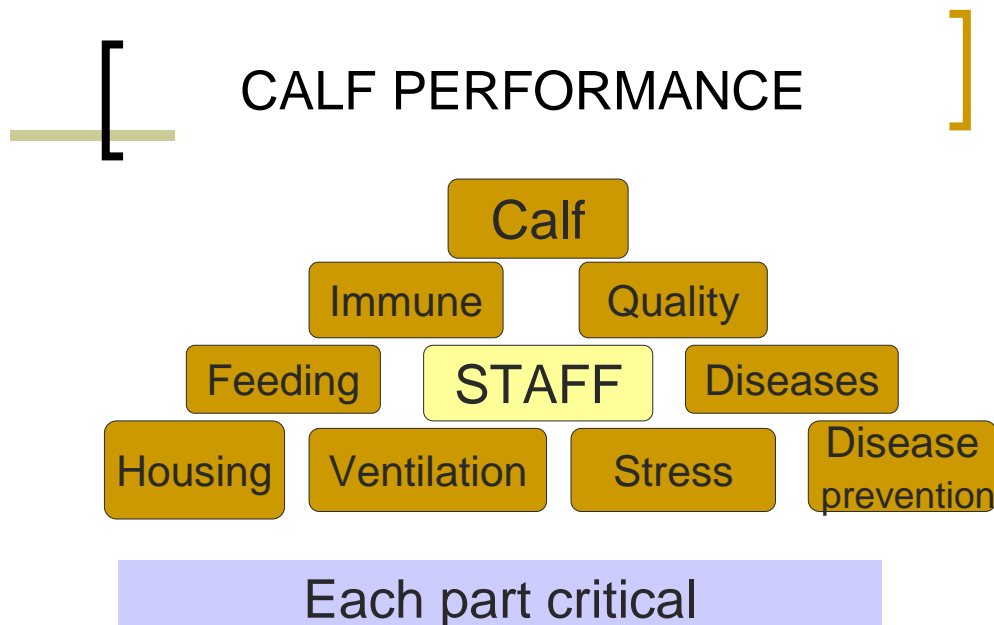 CALF PERFORMANCE
Calf
Immune Quality
Feeding STAFF Diseases
Housing Ventilation Stress Disease
prevention
Each part critical